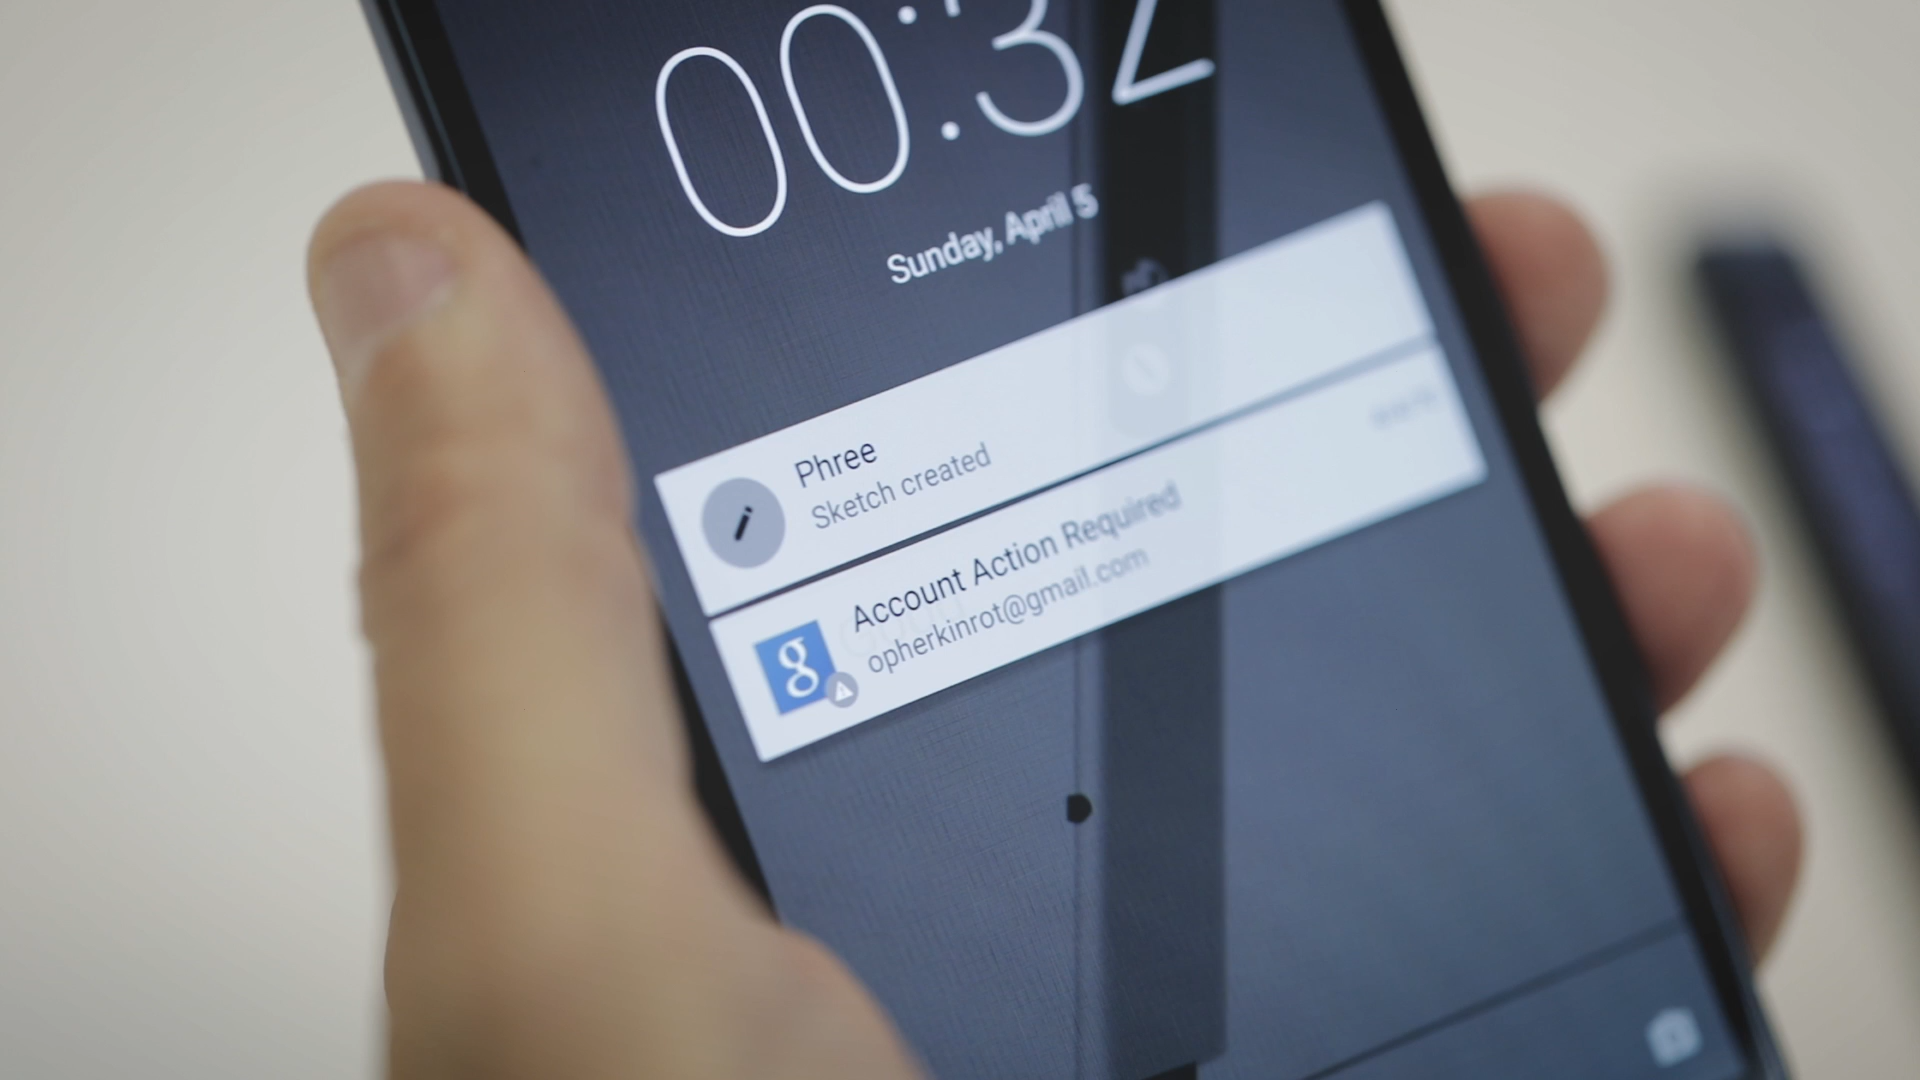 00:32
Sunday, April 5
Phree
Sketch created
Account Action Required
opherkinrot@gmail.com
g